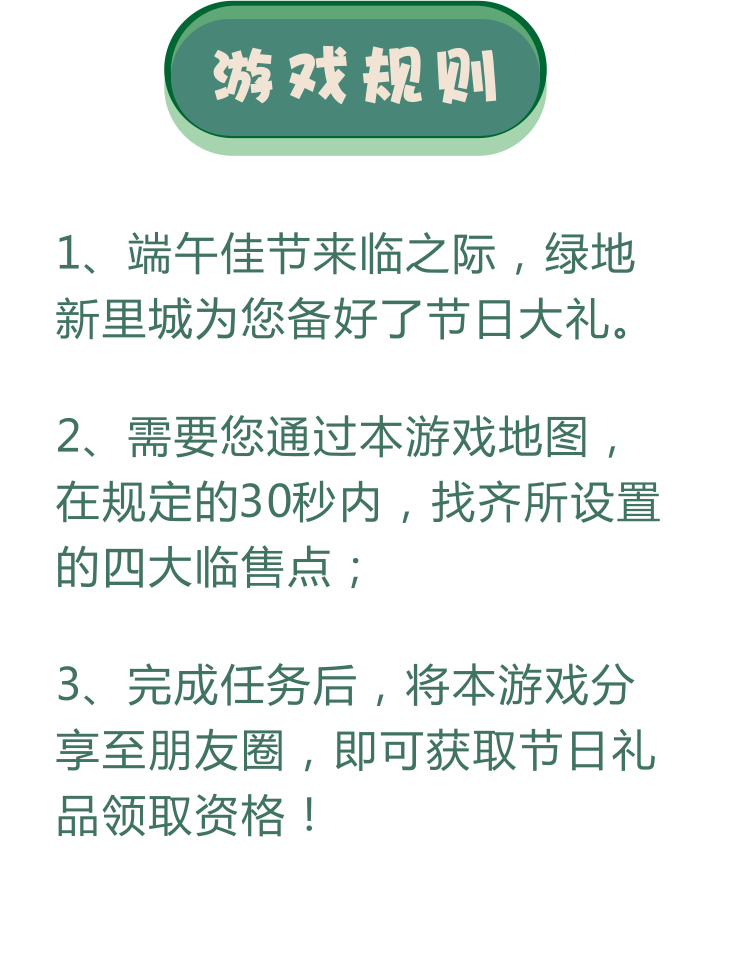 游戏规则
1、端午佳节来临之际，绿地
新里城为您备好了节日大礼。
2、需要您通过本游戏地图，
在规定的30秒内，找齐所设置
的四大临售点；
3、完成任务后，将本游戏分
享至朋友圈，即可获取节日礼
品领取资格！